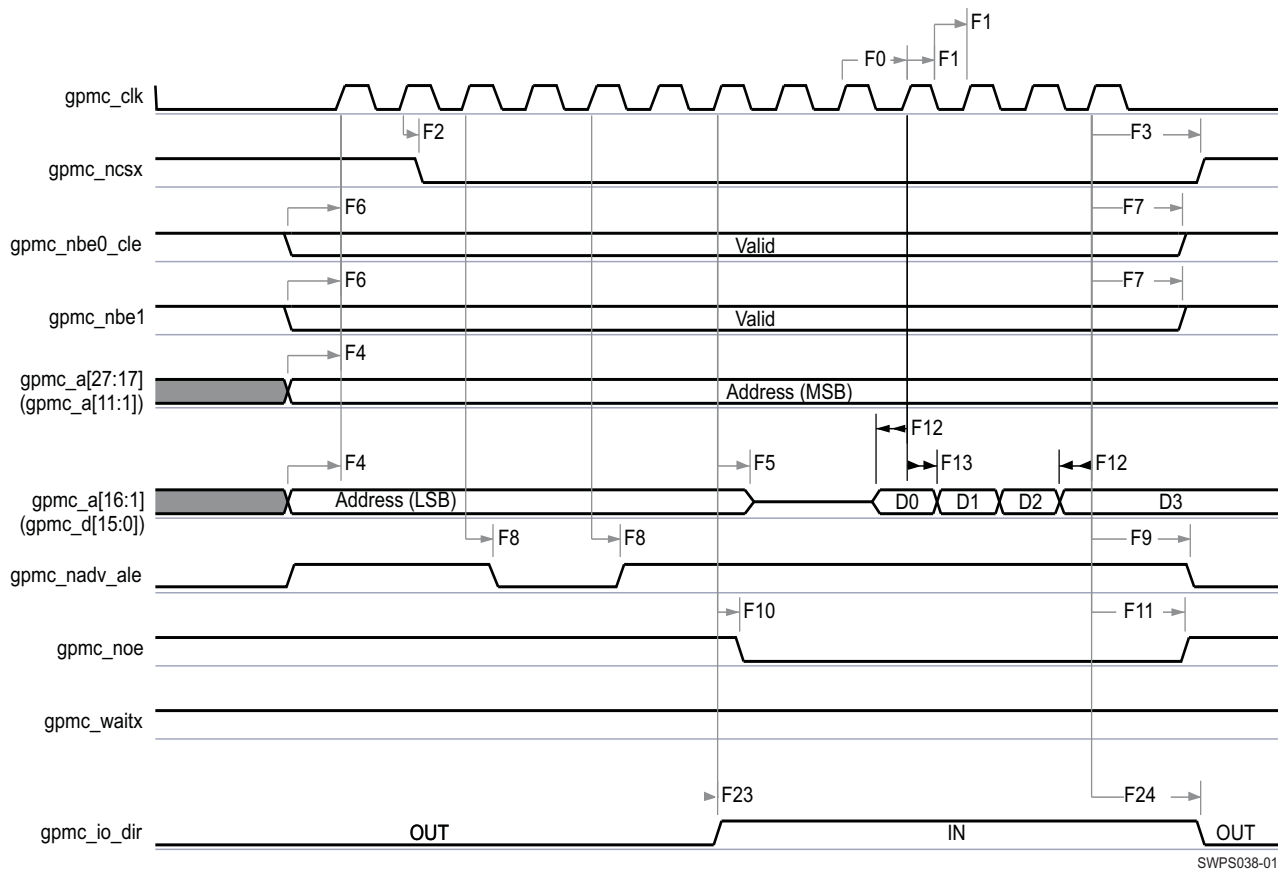 F1
F0 F1
gpmc_clk
F2 F3
gpmc_ncsx
F6 F7
gpmc_nbe0_cle Valid
F6 F7
gpmc_nbe1 Valid
F4
gpmc_a[27:17]
(gpmc_a[11:1]) Address (MSB)
F12
F4 F5 F13 F12
gpmc_a[16:1] Address (LSB) D0 D1 D2 D3
(gpmc_d[15:0])
F8 F8 F9
gpmc_nadv_ale
F10 F11
gpmc_noe
gpmc_waitx
F23 F24
gpmc_io_dir OUT IN OUT
SWPS038-01